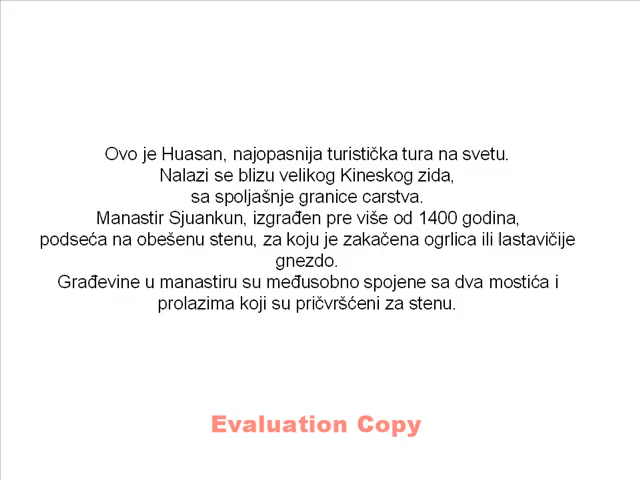 Ovo je Huasan, najopasnija turistička tura na svetu.
Nalazi se blizu velikog Kineskog zida,
sa spoljašnje granice carstva.
Manastir Sjuankun, izgrađen pre više od 1400 godina,
podseća na obešenu stenu, za koju je zakačena ogrlica ili lastavičije
gnezdo.
Građevine u manastiru su međusobno spojene sa dva mostića i
prolazima koji su pričvršćeni za stenu.
Evaluation Copy